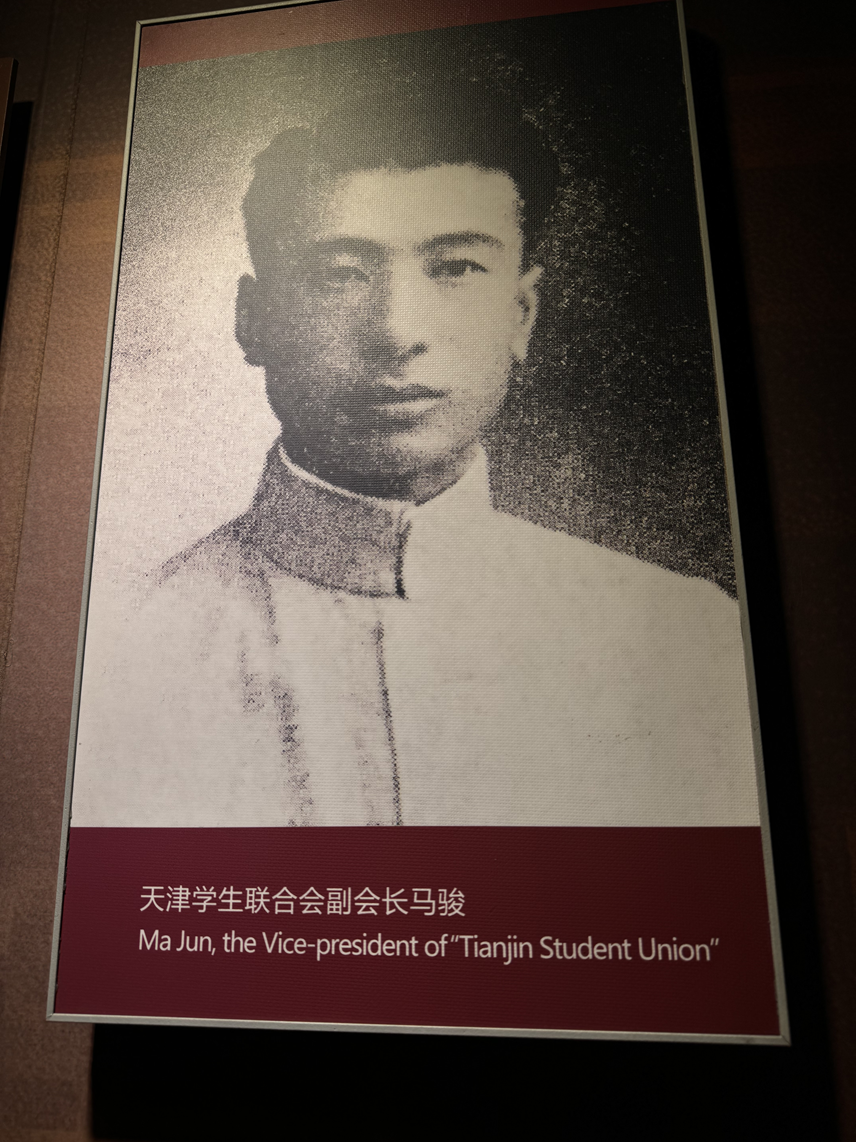 天津学生联合会副会长马骏
Ma Jun, the Vice-president of“Tianjin Student Union”